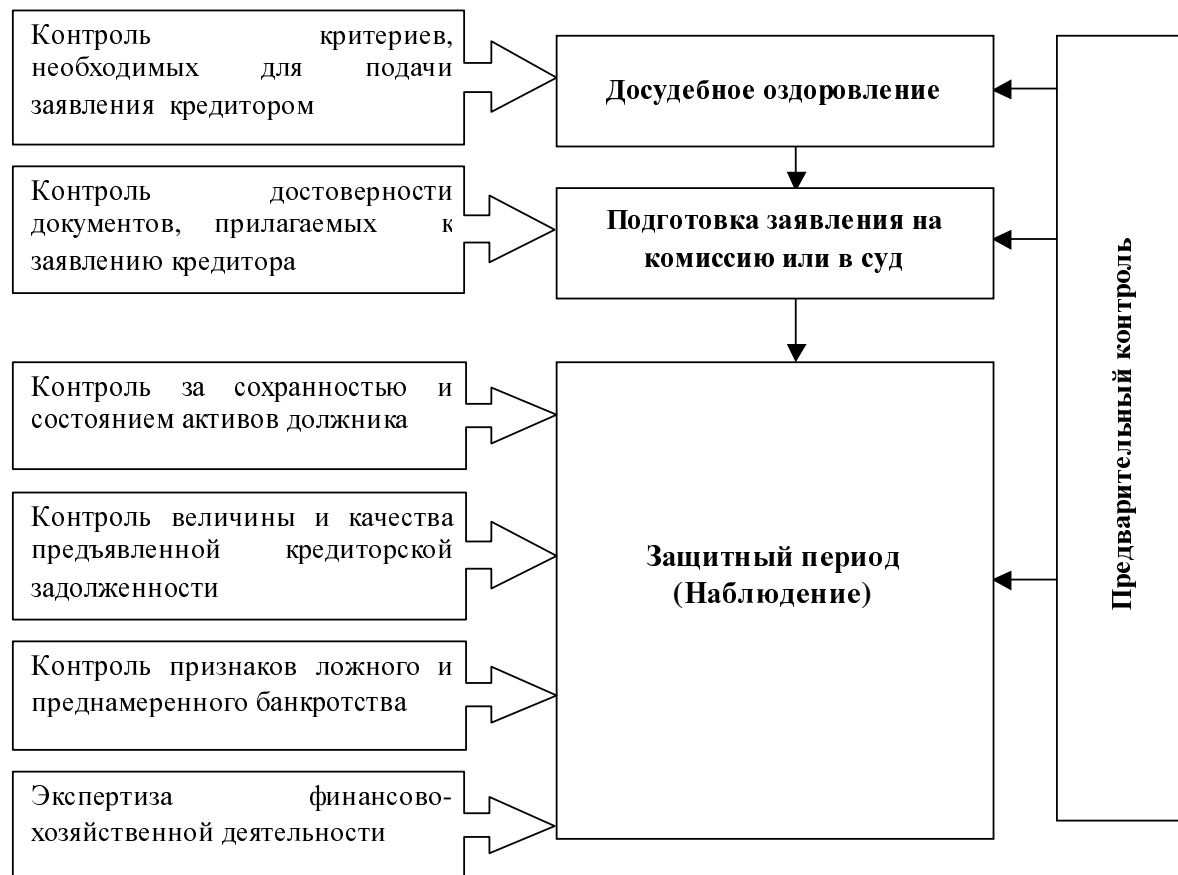 Контроль критериев,
необходимых для подачи
заявления кредитором
Досудебное оздоровление
Контроль достоверности
документов, прилагаемых к
заявлению кредитора
Подготовка заявления на
комиссию или в суд
Контроль за сохранностью и
состоянием активов должника
Контроль величины и качества
предъявленной кредиторской
задолженности
Контроль признаков ложного и
преднамеренного банкротства
Экспертиза финансово-
хозяйственной деятельности
Защитный период
(Наблюдение)
Предварительный контроль